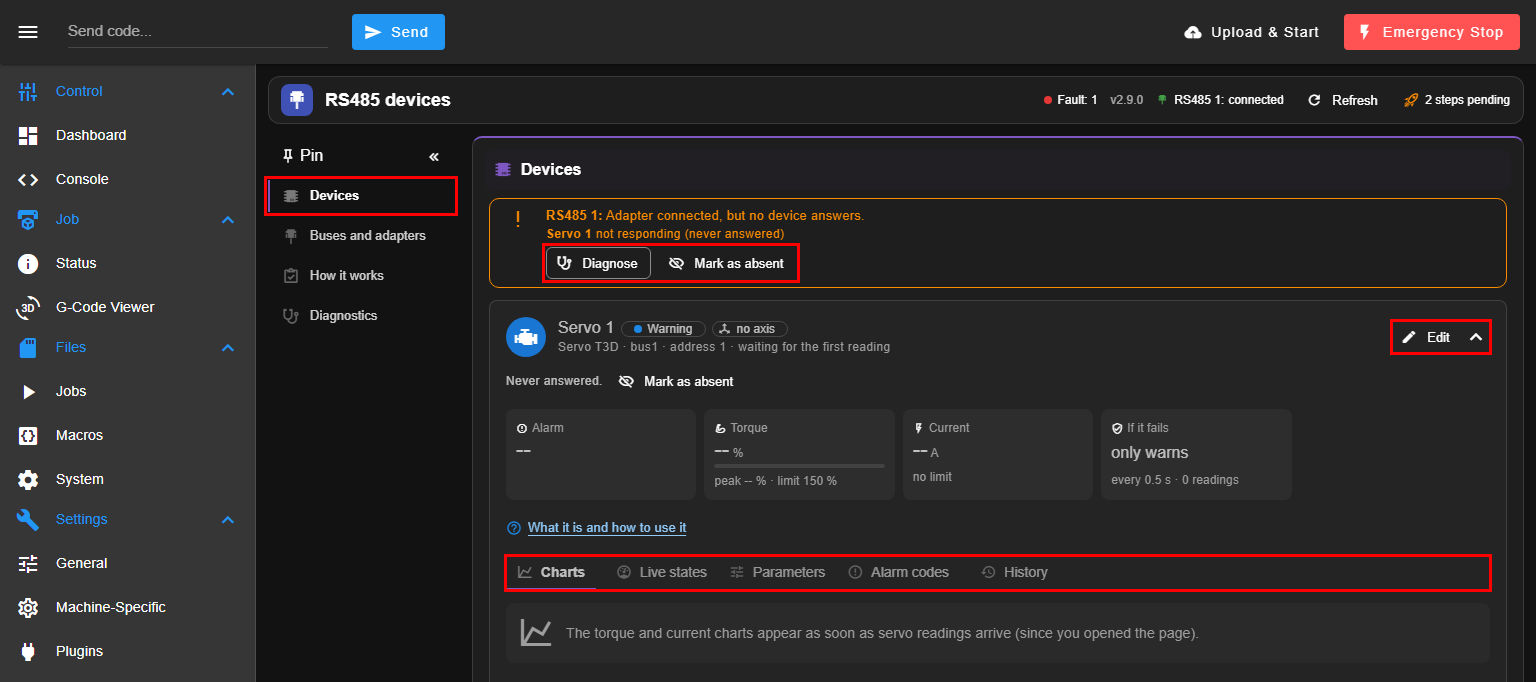 Send code...
Send
Upload & Start
Emergency Stop
Control
Dashboard
Console
Job
Status
G-Code Viewer
Files
Jobs
Macros
System
Settings
General
Machine-Specific
Plugins
RS485 devices
Fault: 1 v2.9.0 RS485 1: connected Refresh 2 steps pending
Pin «
Devices
Buses and adapters
How it works
Diagnostics
Devices
! RS485 1: Adapter connected, but no device answers.
Servo 1 not responding (never answered)
Diagnose Mark as absent
Servo 1 Warning no axis
Servo T3D · bus1 · address 1 · waiting for the first reading
Edit
Never answered. Mark as absent
Alarm
--
Torque
-- %
peak -- % · limit 150 %
Current
-- A
no limit
If it fails
only warns
every 0.5 s · 0 readings
What it is and how to use it
Charts Live states Parameters Alarm codes History
The torque and current charts appear as soon as servo readings arrive (since you opened the page).